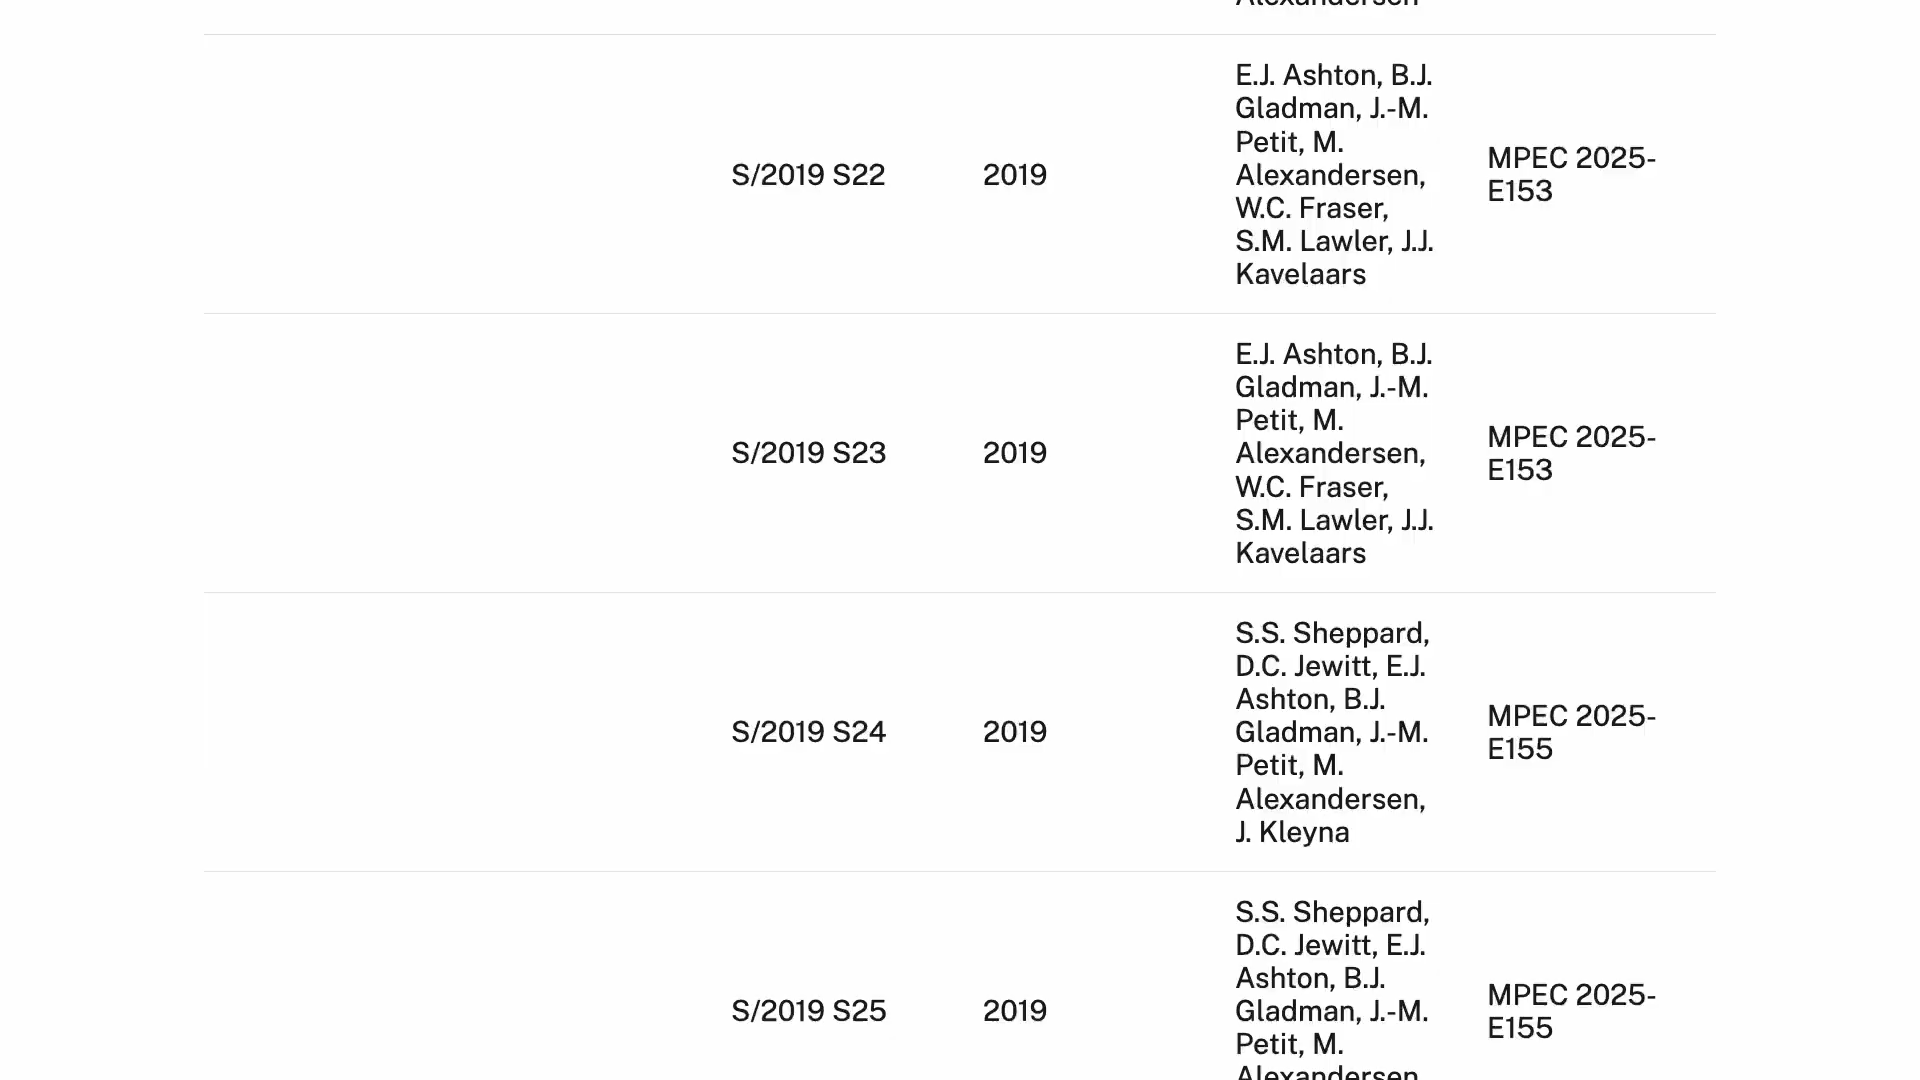 Alexandersen
E.J. Ashton, B.J.
Gladman, J.-M.
Petit, M.
S/2019 S22 2019 Alexandersen, MPEC 2025-
W.C. Fraser, E153
S.M. Lawler, J.J.
Kavelaars
E.J. Ashton, B.J.
Gladman, J.-M.
Petit, M.
S/2019 S23 2019 Alexandersen, MPEC 2025-
W.C. Fraser, E153
S.M. Lawler, J.J.
Kavelaars
S.S. Sheppard,
D.C. Jewitt, E.J.
Ashton, B.J.
S/2019 S24 2019 Gladman, J.-M. MPEC 2025-
Petit, M. E155
Alexandersen,
J. Kleyna
S.S. Sheppard,
D.C. Jewitt, E.J.
Ashton, B.J.
S/2019 S25 2019 Gladman, J.-M. MPEC 2025-
Petit, M. E155
Alexandersen